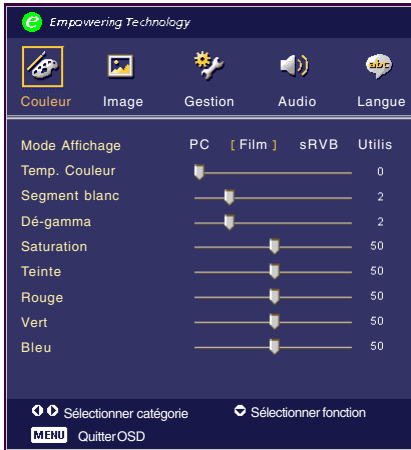 e Empowering Technology
abc
Couleur Image Gestion Audio Langue
Mode Affichage PC [ Film ] sRVB Utilis
Temp. Couleur 0
Segment blanc 2
Dé-gamma 2
Saturation 50
Teinte 50
Rouge 50
Vert 50
Bleu 50
Sélectionner catégorie Sélectionner fonction
MENU Quitter OSD